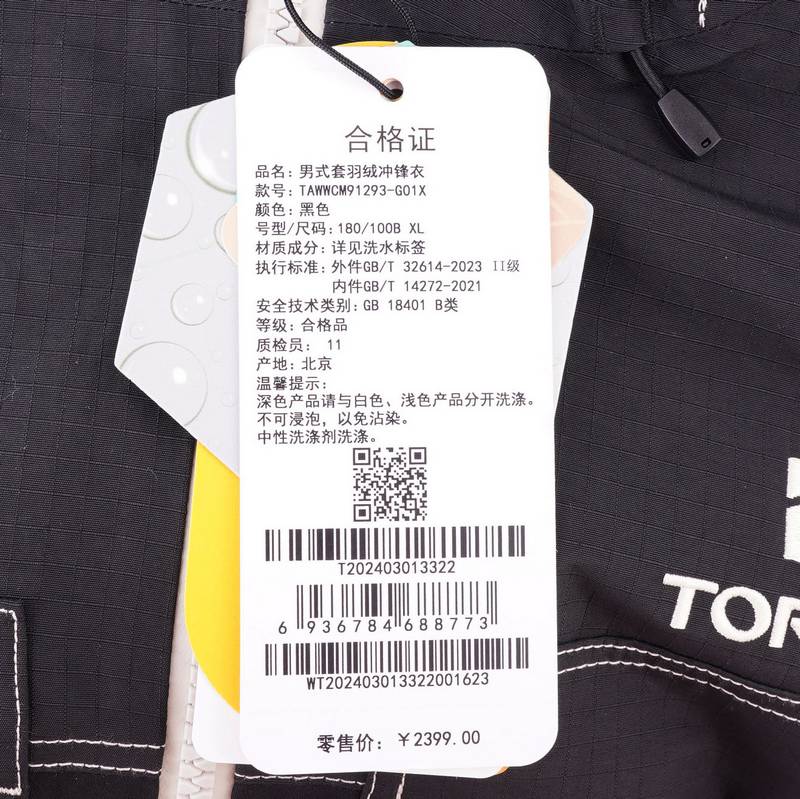 合格证
品名: 男式套羽绒冲锋衣
款号: TAWWCM91293-G01X
颜色: 黑色
号型/尺码: 180/100B XL
材质成分: 详见洗水标签
执行标准: 外件GB/T 32614-2023 II级
内件GB/T 14272-2021
安全技术类别: GB 18401 B类
等级: 合格品
质检员: 11
产地: 北京
温馨提示:
深色产品请与白色、浅色产品分开洗涤。
不可浸泡，以免沾染。
中性洗涤剂洗涤。
T202403013322
6 936784 688773
WT202403013322001623
零售价: ￥2399.00
TOR